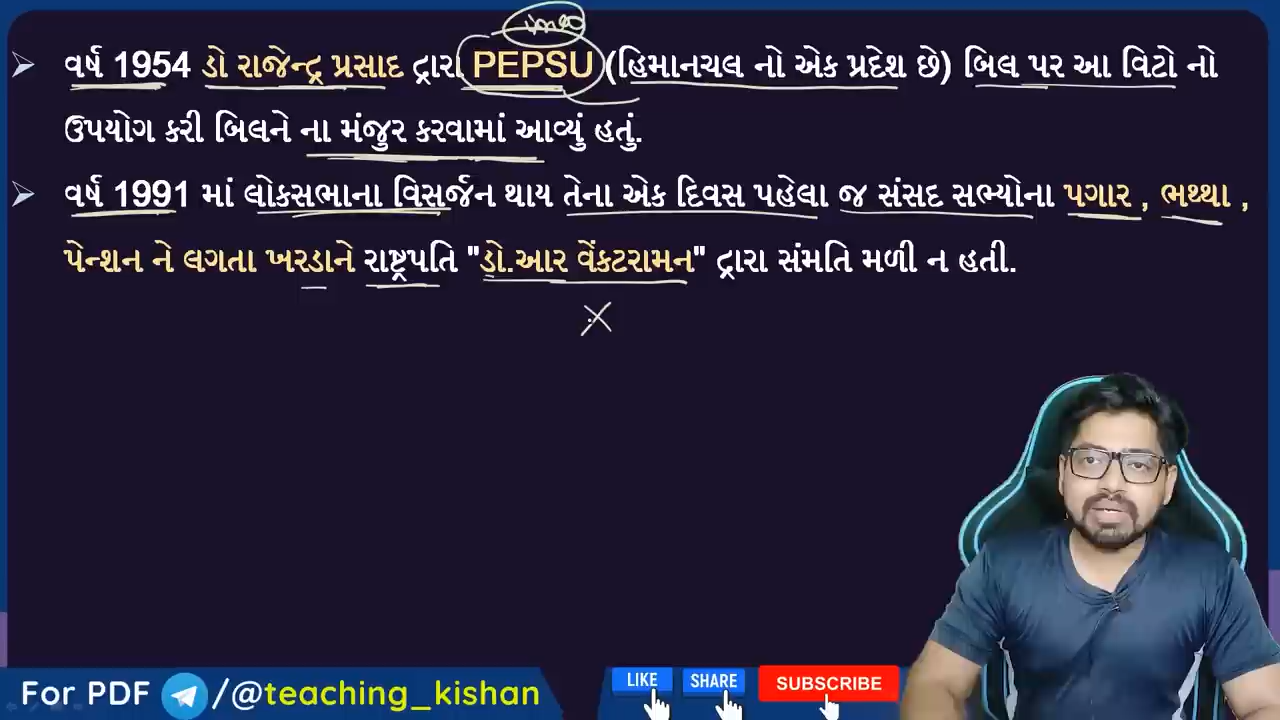 વર્ષ 1954 ડો રાજેન્દ્ર પ્રસાદ દ્રારા PEPSU (હિમાનચલ નો એક પ્રદેશ છે) બિલ પર આ વિટો નો
ઉપયોગ કરી બિલને ના મંજુર કરવામાં આવ્યું હતું.
વર્ષ 1991 માં લોકસભાના વિસર્જન થાય તેના એક દિવસ પહેલા જ સંસદ સભ્યોના પગાર , ભથ્થા ,
પેન્શન ને લગતા ખરડાને રાષ્ટ્રપતિ "ડો.આર વેંકટરામન" દ્રારા સંમતિ મળી ન હતી.
For PDF /@teaching_kishan
LIKE SHARE SUBSCRIBE